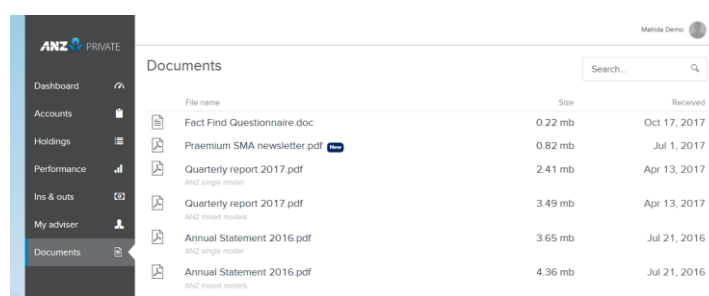 Matilda Demo
ANZ PRIVATE
Documents
Search...
Dashboard
Accounts
Holdings
Performance
Ins & outs
My adviser
Documents
File name Size Received
Fact Find Questionnaire.doc 0.22 mb Oct 17, 2017
Praemium SMA newsletter.pdf New 0.82 mb Jul 1, 2017
Quarterly report 2017.pdf 2.41 mb Apr 13, 2017
ANZ single model
Quarterly report 2017.pdf 3.49 mb Apr 13, 2017
ANZ mixed models
Annual Statement 2016.pdf 3.65 mb Jul 21, 2016
ANZ single model
Annual Statement 2016.pdf 4.36 mb Jul 21, 2016
ANZ mixed models